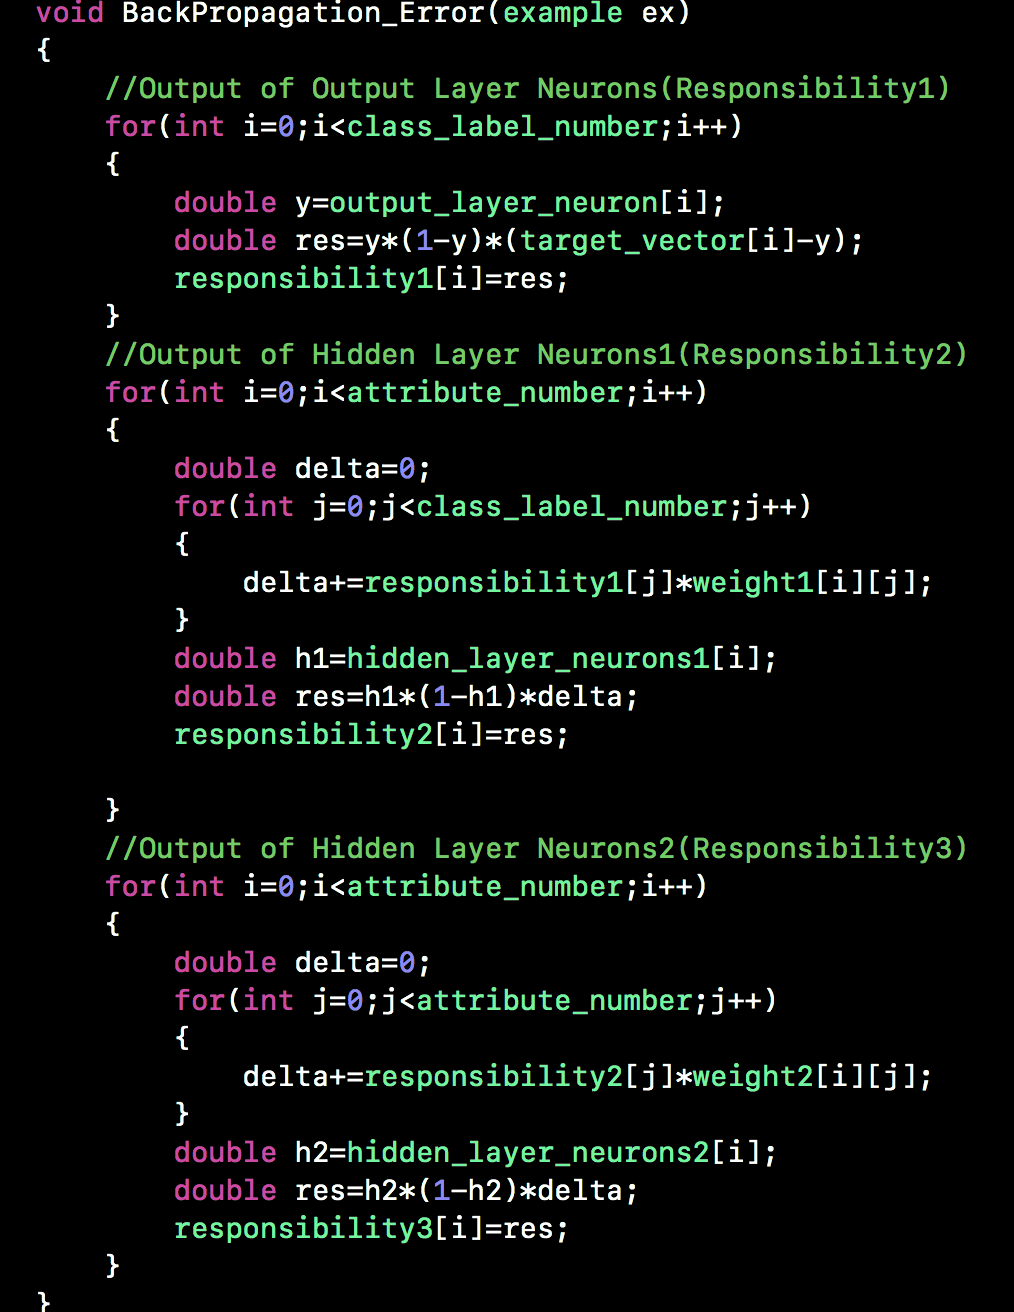 void BackPropagation_Error(example ex)
{
    //Output of Output Layer Neurons(Responsibility1)
    for(int i=0;i<class_label_number;i++)
    {
        double y=output_layer_neuron[i];
        double res=y*(1-y)*(target_vector[i]-y);
        responsibility1[i]=res;
    }
    //Output of Hidden Layer Neurons1(Responsibility2)
    for(int i=0;i<attribute_number;i++)
    {
        double delta=0;
        for(int j=0;j<class_label_number;j++)
        {
            delta+=responsibility1[j]*weight1[i][j];
        }
        double h1=hidden_layer_neurons1[i];
        double res=h1*(1-h1)*delta;
        responsibility2[i]=res;

    }
    //Output of Hidden Layer Neurons2(Responsibility3)
    for(int i=0;i<attribute_number;i++)
    {
        double delta=0;
        for(int j=0;j<attribute_number;j++)
        {
            delta+=responsibility2[j]*weight2[i][j];
        }
        double h2=hidden_layer_neurons2[i];
        double res=h2*(1-h2)*delta;
        responsibility3[i]=res;
    }
}